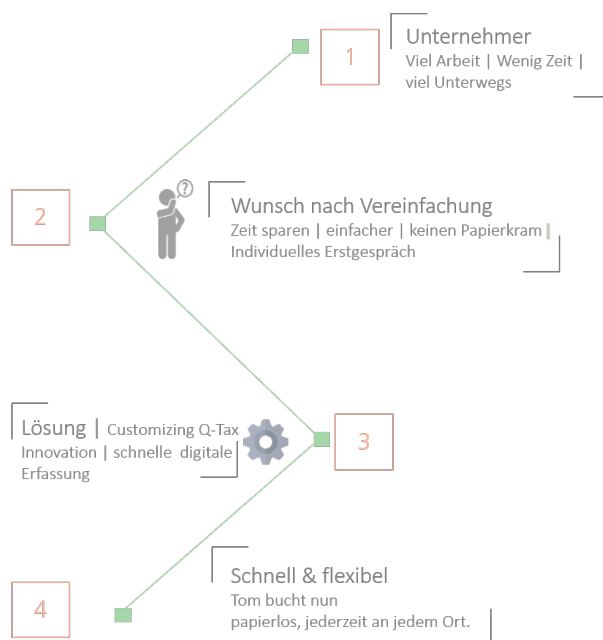 1
Unternehmer
Viel Arbeit | Wenig Zeit |
viel Unterwegs
2
?
Wunsch nach Vereinfachung
Zeit sparen | einfacher | keinen Papierkram |
Individuelles Erstgespräch
Lösung | Customizing Q-Tax
Innovation | schnelle digitale
Erfassung
3
4
Schnell & flexibel
Tom bucht nun
papierlos, jederzeit an jedem Ort.